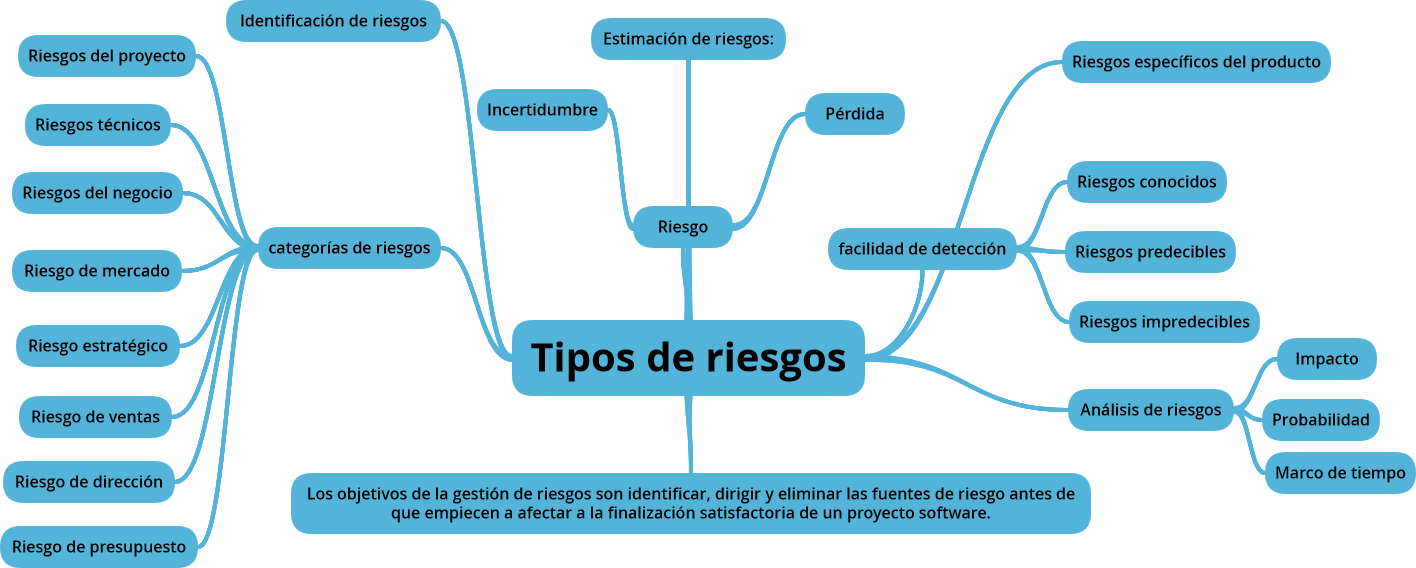 Identificación de riesgos
Riesgos del proyecto
Riesgos técnicos
Riesgos del negocio
categorías de riesgos
Riesgo de mercado
Riesgo estratégico
Riesgo de ventas
Riesgo de dirección
Riesgo de presupuesto
Estimación de riesgos:
Incertidumbre
Pérdida
Riesgo
Tipos de riesgos
Los objetivos de la gestión de riesgos son identificar, dirigir y eliminar las fuentes de riesgo antes de
que empiecen a afectar a la finalización satisfactoria de un proyecto software.
Riesgos específicos del producto
facilidad de detección
Riesgos conocidos
Riesgos predecibles
Riesgos impredecibles
Análisis de riesgos
Impacto
Probabilidad
Marco de tiempo